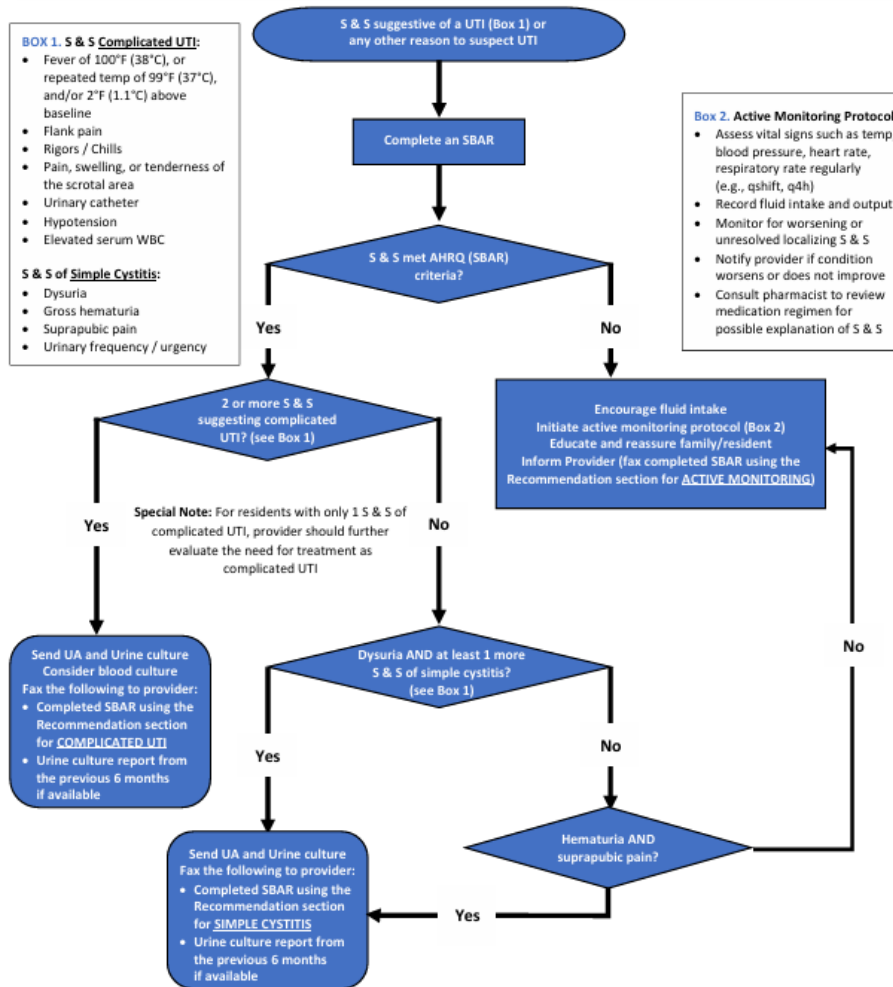 S & S suggestive of a UTI (Box 1) or
any other reason to suspect UTI
BOX 1. S & S Complicated UTI:
• Fever of 100°F (38°C), or
repeated temp of 99°F (37°C),
and/or 2°F (1.1°C) above
baseline
• Flank pain
• Rigors / Chills
• Pain, swelling, or tenderness of
the scrotal area
• Urinary catheter
• Hypotension
• Elevated serum WBC
S & S of Simple Cystitis:
• Dysuria
• Gross hematuria
• Suprapubic pain
• Urinary frequency / urgency
Complete an SBAR
Box 2. Active Monitoring Protocol
• Assess vital signs such as temp
blood pressure, heart rate,
respiratory rate regularly
(e.g., qshift, q4h)
• Record fluid intake and output
• Monitor for worsening or
unresolved localizing S & S
• Notify provider if condition
worsens or does not improve
• Consult pharmacist to review
medication regimen for
possible explanation of S & S
S & S met AHRQ (SBAR)
criteria?
Yes
No
2 or more S & S
suggesting complicated
UTI? (see Box 1)
Encourage fluid intake
Initiate active monitoring protocol (Box 2)
Educate and reassure family/resident
Inform Provider (fax completed SBAR using the
Recommendation section for ACTIVE MONITORING)
Yes
Special Note: For residents with only 1 S & S of
complicated UTI, provider should further
evaluate the need for treatment as
complicated UTI
No
Send UA and Urine culture
Consider blood culture
Fax the following to provider:
• Completed SBAR using the
Recommendation section
for COMPLICATED UTI
• Urine culture report from
the previous 6 months
if available
Dysuria AND at least 1 more
S & S of simple cystitis?
(see Box 1)
No
Yes
No
Hematuria AND
suprapubic pain?
Yes
Send UA and Urine culture
Fax the following to provider:
• Completed SBAR using the
Recommendation section
for SIMPLE CYSTITIS
• Urine culture report from
the previous 6 months
if available